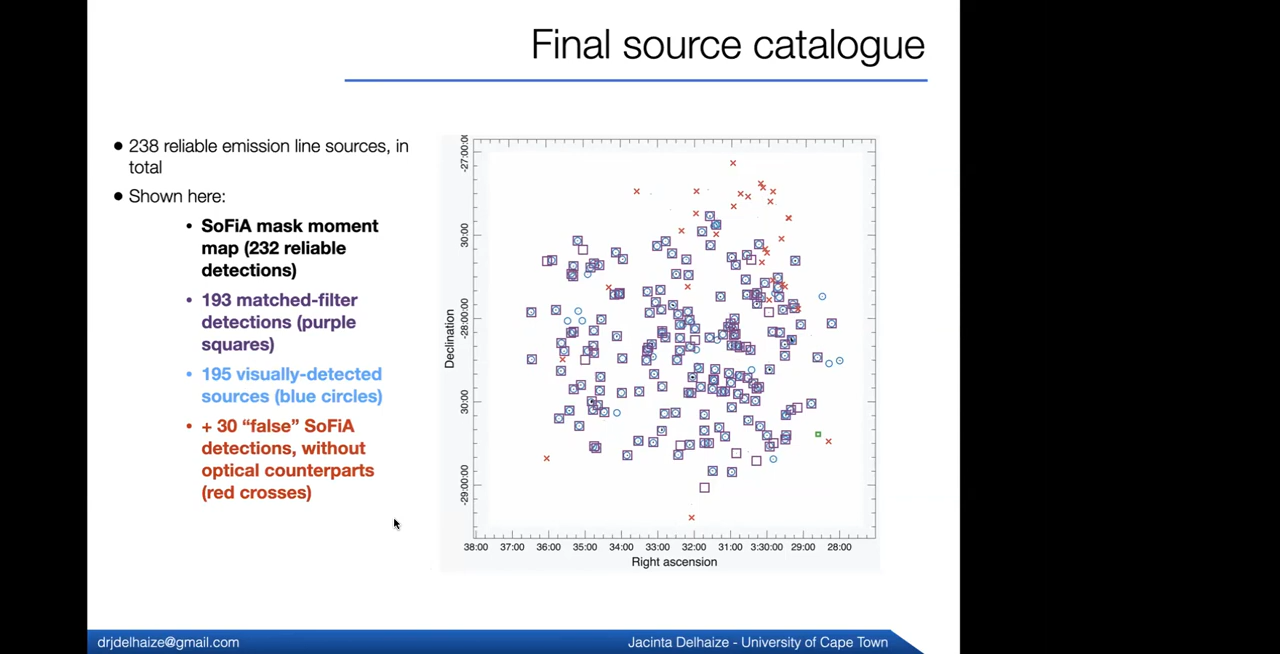 Final source catalogue
● 238 reliable emission line sources, in
total
● Shown here:
• SoFiA mask moment
map (232 reliable
detections)
• 193 matched-filter
detections (purple
squares)
• 195 visually-detected
sources (blue circles)
• + 30 “false” SoFiA
detections, without
optical counterparts
(red crosses)
Declination
-27:00:0
30:00
-28:00:00
30:00
-29:00:00
38:00 37:00 36:00 35:00 34:00 33:00 32:00 31:00 3:30:00 29:00 28:00
Right ascension
drjdelhaize@gmail.com
Jacinta Delhaize - University of Cape Town